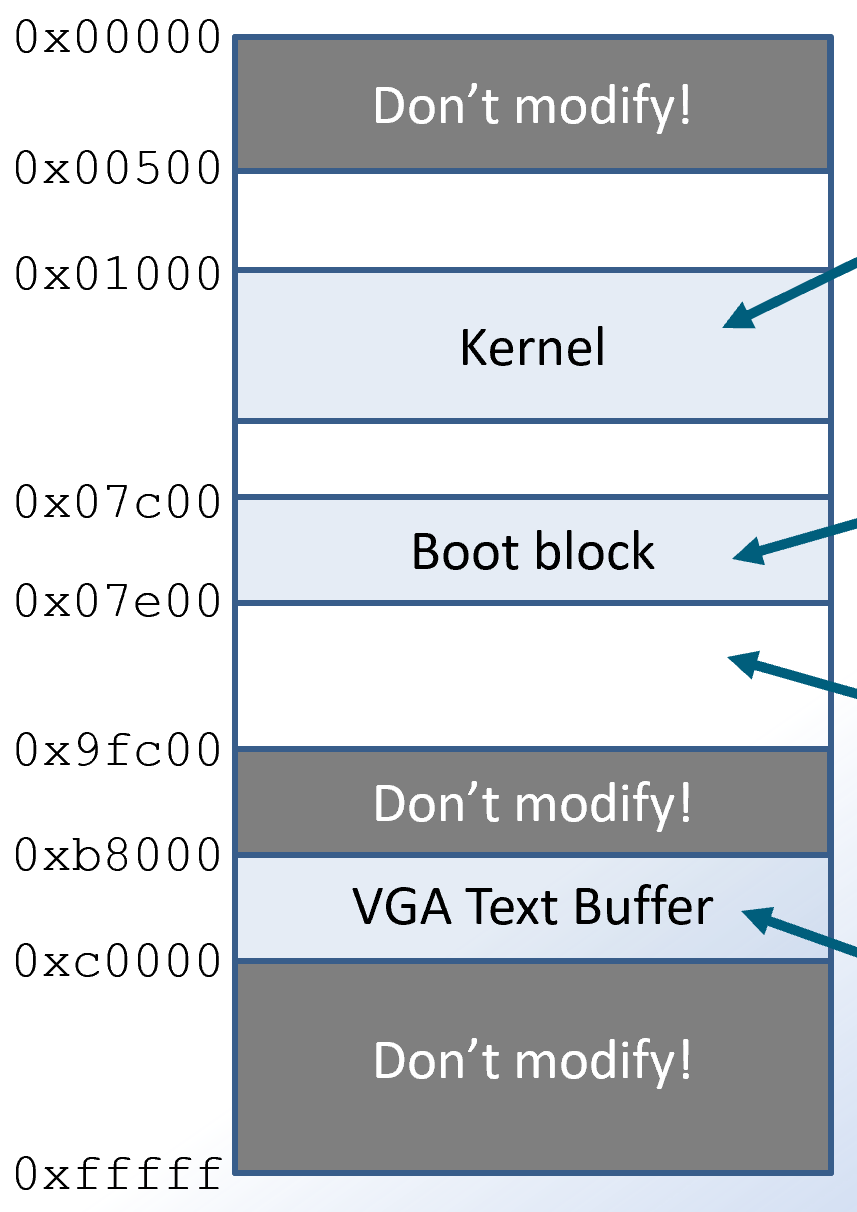 0x00000
Don’t modify!
0x00500
0x01000
Kernel
0x07c00
Boot block
0x07e00
0x9fc00
Don’t modify!
0xb8000
VGA Text Buffer
0xc0000
Don’t modify!
0xfffff